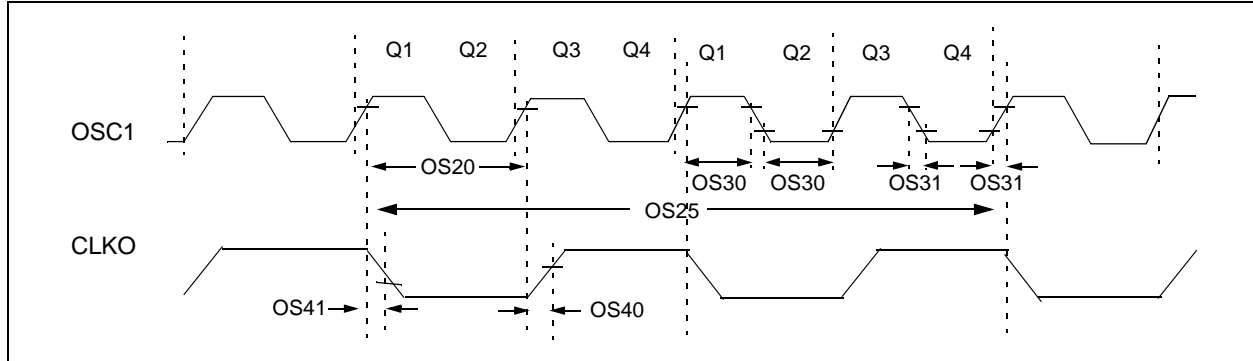 Q1 Q2 Q3 Q4 Q1 Q2 Q3 Q4
OSC1
OS20
OS30 OS30 OS31 OS31
OS25
CLKO
OS41 OS40